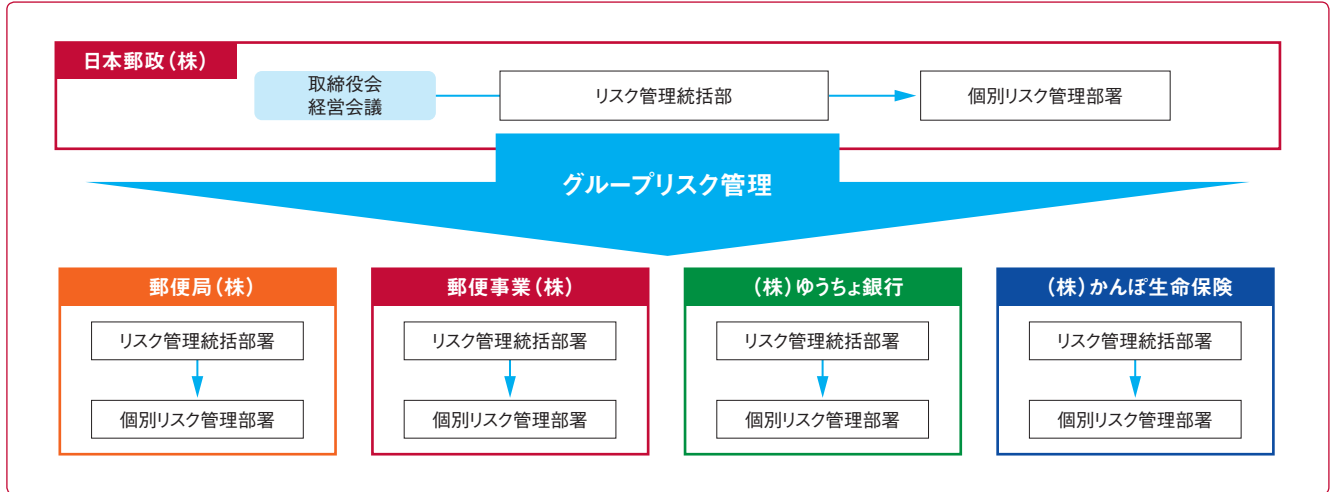 日本郵政(株)
取締役会
経営会議
リスク管理統括部
個別リスク管理部署
グループリスク管理
郵便局(株)
リスク管理統括部署
個別リスク管理部署
郵便事業(株)
リスク管理統括部署
個別リスク管理部署
(株)ゆうちょ銀行
リスク管理統括部署
個別リスク管理部署
(株)かんぽ生命保険
リスク管理統括部署
個別リスク管理部署